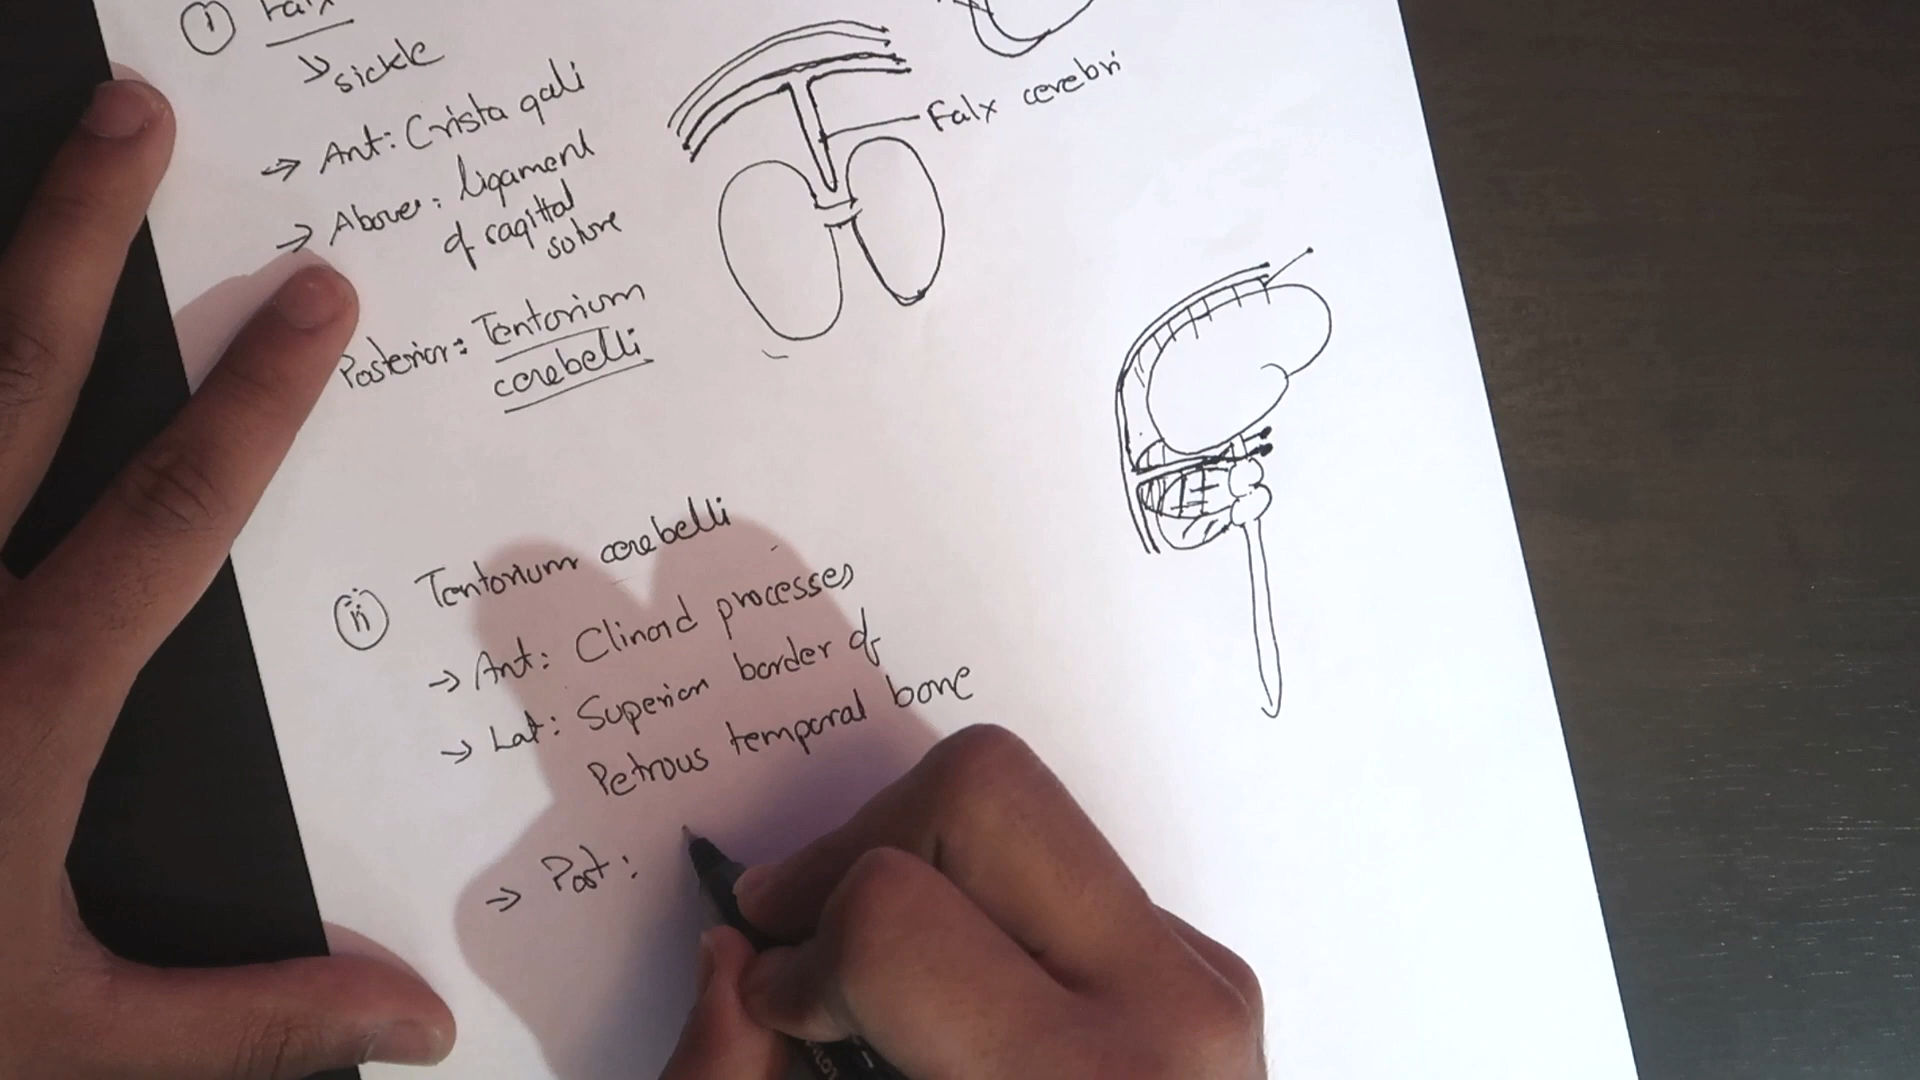 i
sickle
→ Ant: Crista gali
→ Above: ligament
of sagittal
suture
Posterior: Tentorium
cerebelli
Falx cerebri
ii Tentorium cerebelli
→ Ant: Clinoid processes
→ Lat: Superior border of
Petrous temporal bone
→ Post: